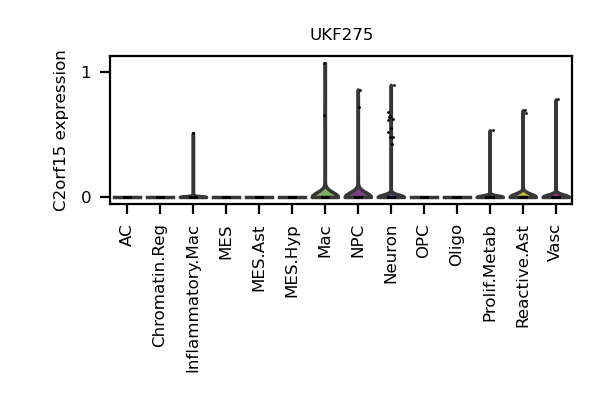 UKF275
C2orf15 expression
1
0
AC
Chromatin.Reg
Inflammatory.Mac
MES
MES.Ast
MES.Hyp
Mac
NPC
Neuron
OPC
Oligo
Prolif.Metab
Reactive.Ast
Vasc